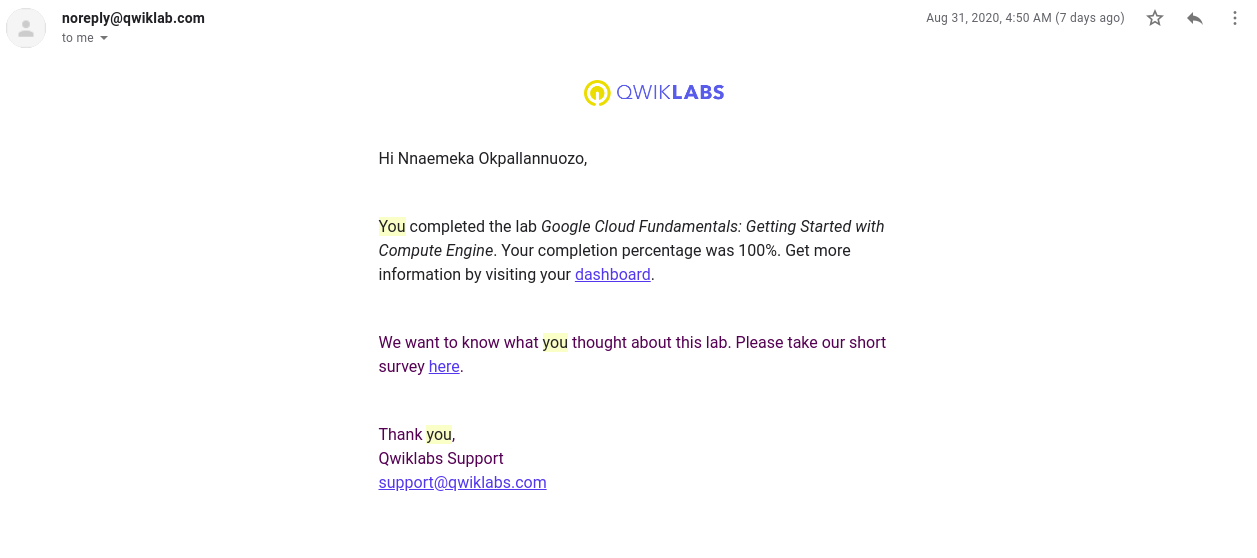 noreply@qwiklab.com
Aug 31, 2020, 4:50 AM (7 days ago)
to me
QWIKLABS
Hi Nnaemeka Okpallannuozo,
You completed the lab Google Cloud Fundamentals: Getting Started with
Compute Engine. Your completion percentage was 100%. Get more
information by visiting your dashboard.
We want to know what you thought about this lab. Please take our short
survey here.
Thank you,
Qwiklabs Support
support@qwiklabs.com